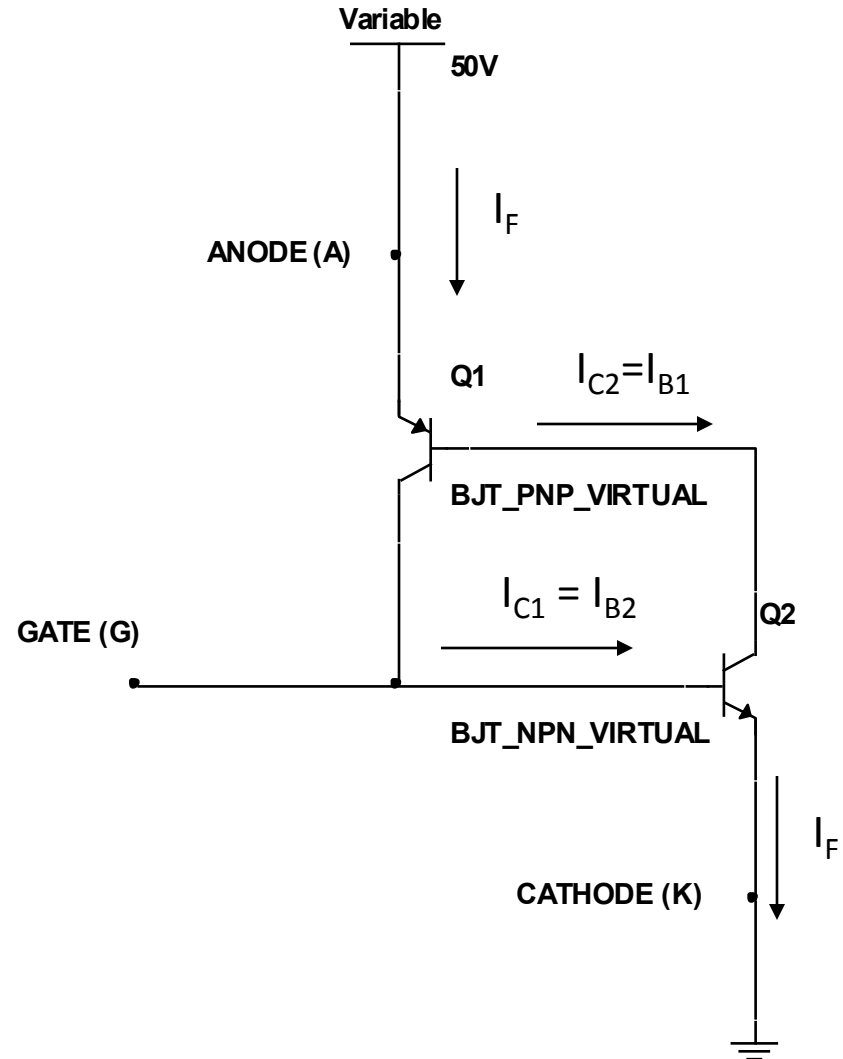 Variable
50V
I_F
ANODE (A)
Q1
I_C2=I_B1
BJT_PNP_VIRTUAL
I_C1 = I_B2
Q2
GATE (G)
BJT_NPN_VIRTUAL
I_F
CATHODE (K)